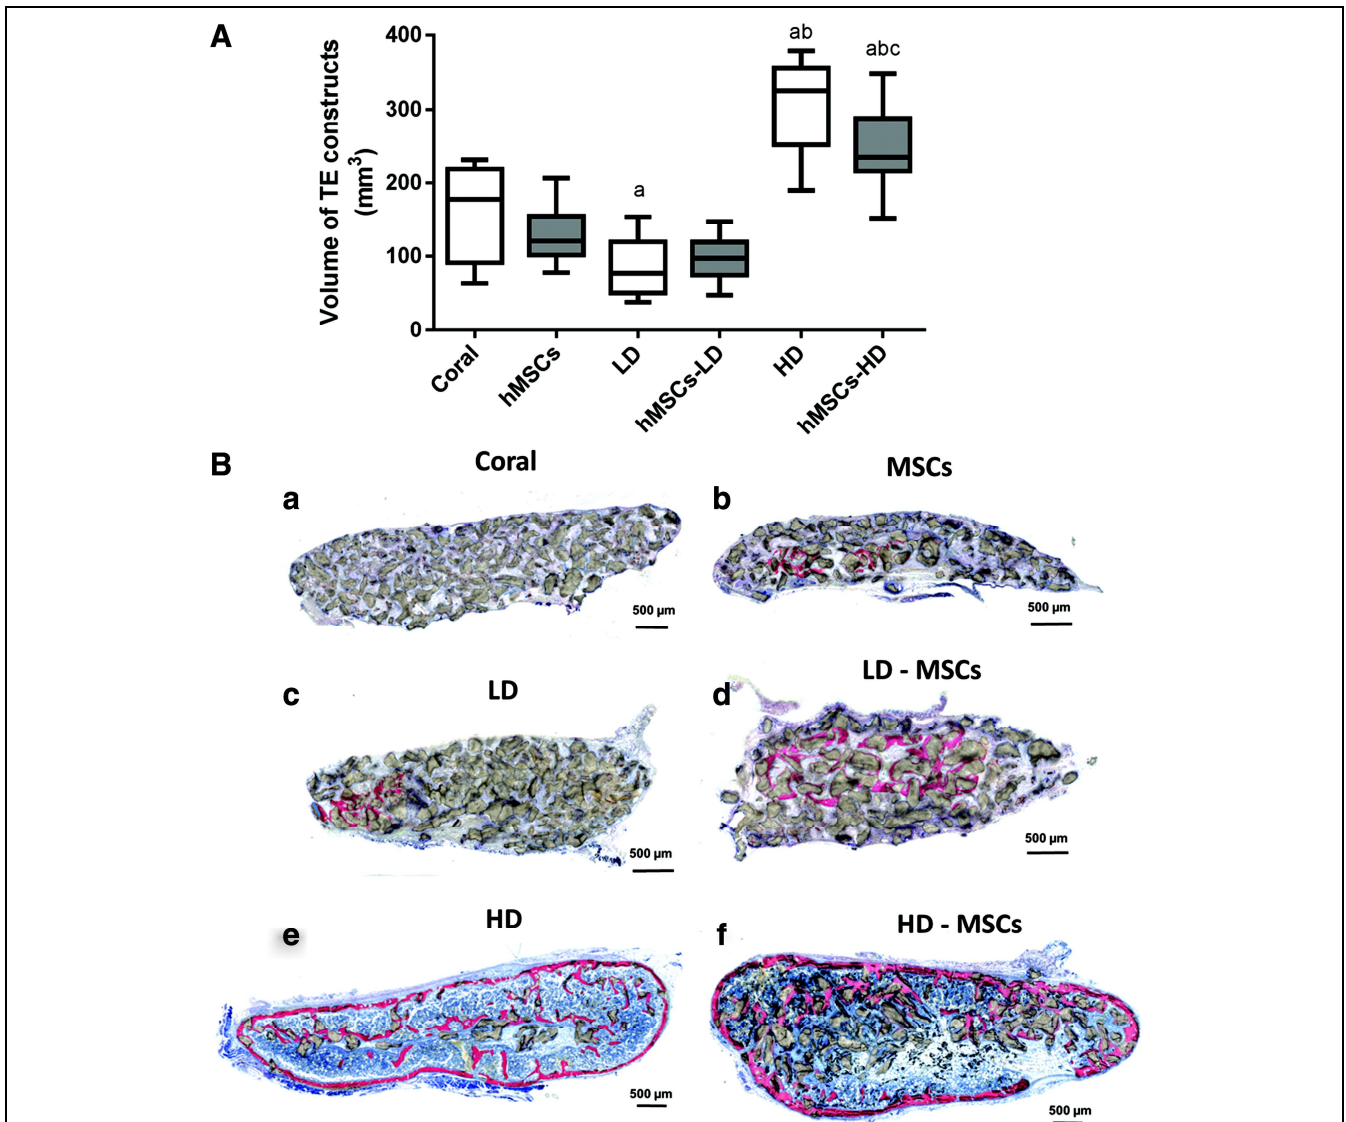 A
Volume of TE constructs
(mm³)
400
300
200
100
0
a
ab
abc
Coral
hMSCs
LD
hMSCs-LD
HD
hMSCs-HD
B
Coral
MSCs
a
b
500 µm
500 µm
LD
LD - MSCs
c
d
500 µm
500 µm
HD
HD - MSCs
e
f
500 µm
500 µm